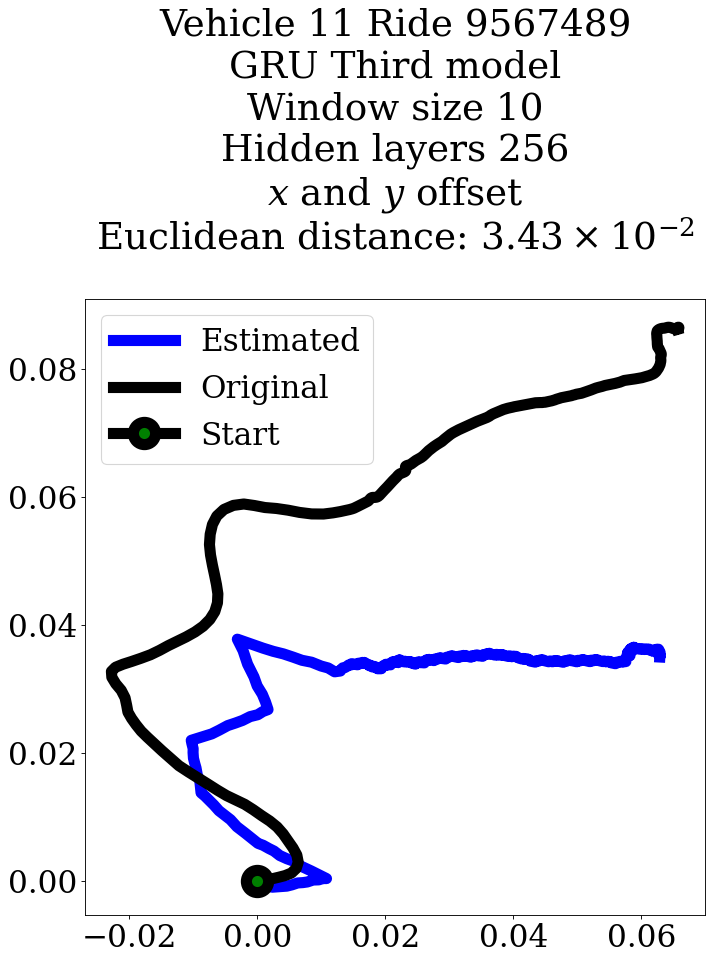 Vehicle 11 Ride 9567489
GRU Third model
Window size 10
Hidden layers 256
x and y offset
Euclidean distance: 3.43 × 10⁻²
Estimated
Original
Start
0.08
0.06
0.04
0.02
0.00
−0.02 0.00 0.02 0.04 0.06